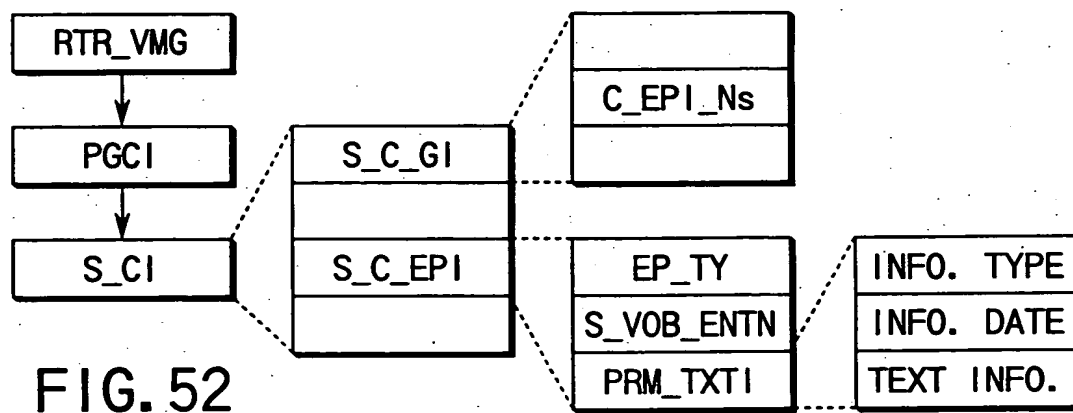 RTR_VMG
PGCI
S_CI
S_C_GI
S_C_EPI
C_EPI_Ns
EP_TY
S_VOB_ENTN
PRM_TXTI
INFO. TYPE
INFO. DATE
TEXT INFO.
FIG. 52